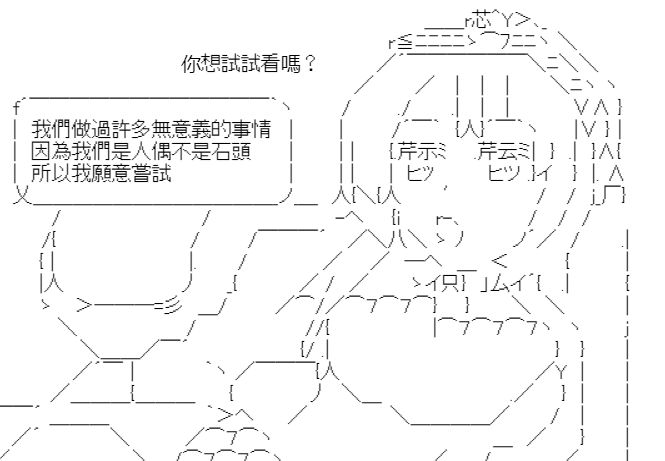 你想試試看嗎？
我們做過許多無意義的事情
因為我們是人偶不是石頭
所以我願意嘗試